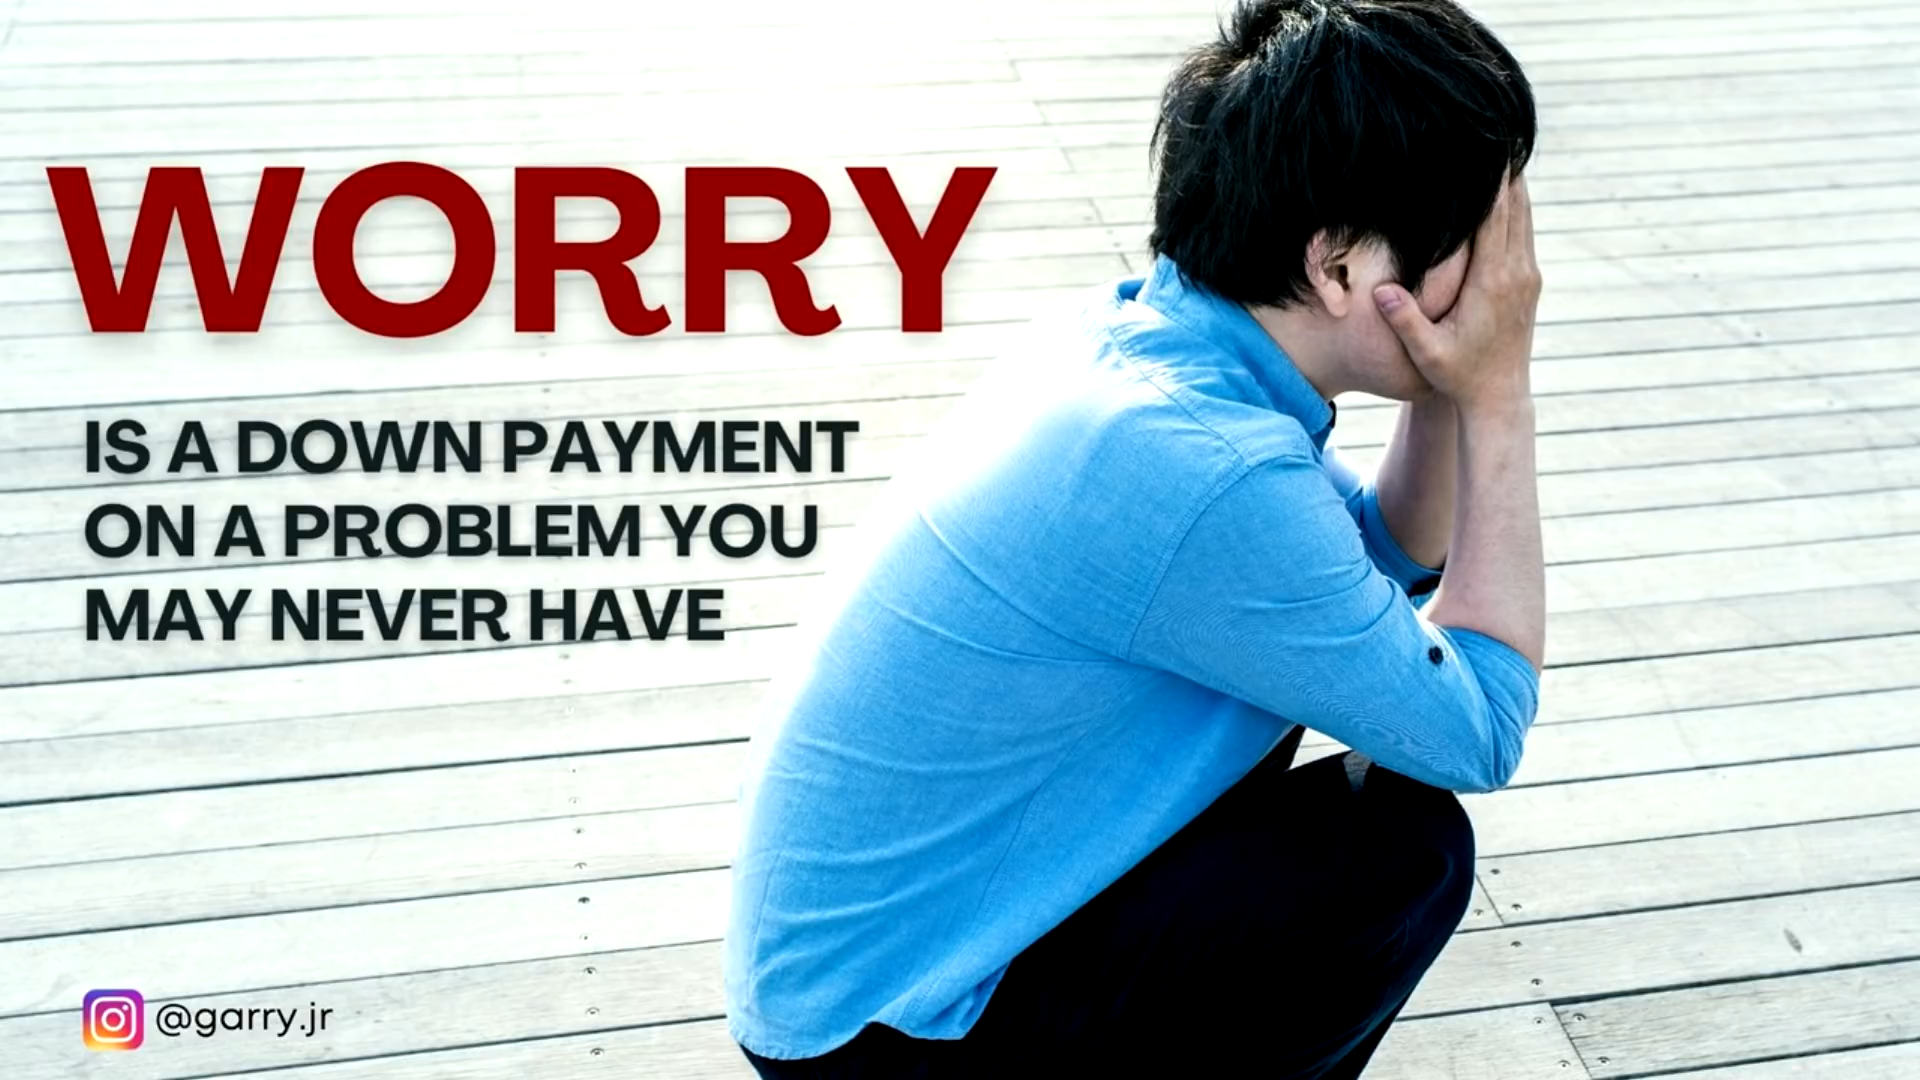 WORRY
IS A DOWN PAYMENT
ON A PROBLEM YOU
MAY NEVER HAVE
@garry.jr